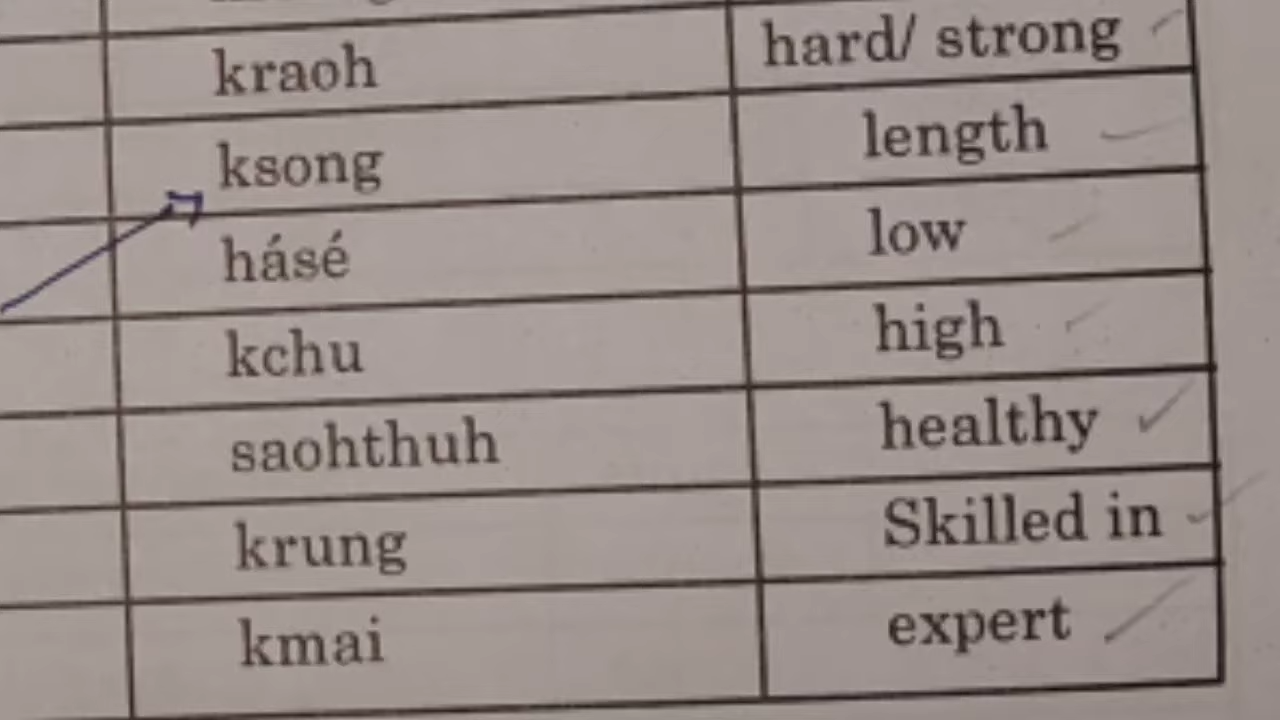 kraoh hard/ strong
ksong length
hásé low
kchu high
saohthuh healthy
krung Skilled in
kmai expert